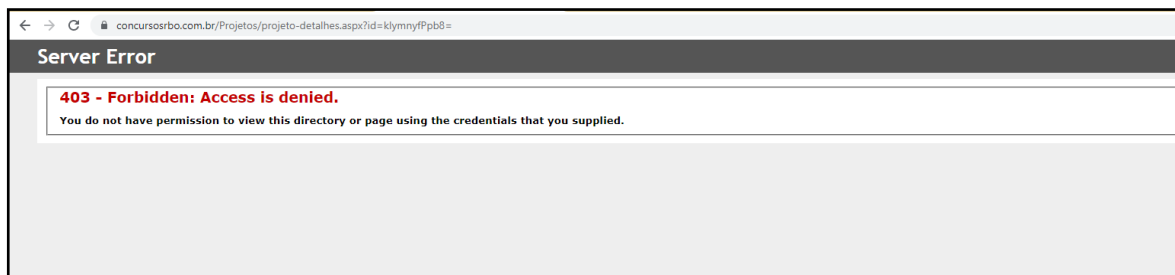 concursosrbo.com.br/Projetos/projeto-detalhes.aspx?id=klymnyfPpb8=
Server Error
403 - Forbidden: Access is denied.
You do not have permission to view this directory or page using the credentials that you supplied.